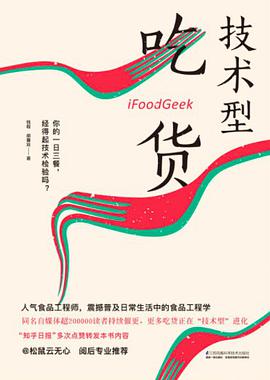 技术型
吃货
iFoodGeek
你的一日三餐，
经得起技术检验吗？
人气食品工程师，震撼普及日常生活中的食品工程学
同名自媒体超200000读者持续催更，更多吃货正在“技术型”进化
“知乎日报”多次点赞转发本书内容
@松鼠云无心 阅后专业推荐